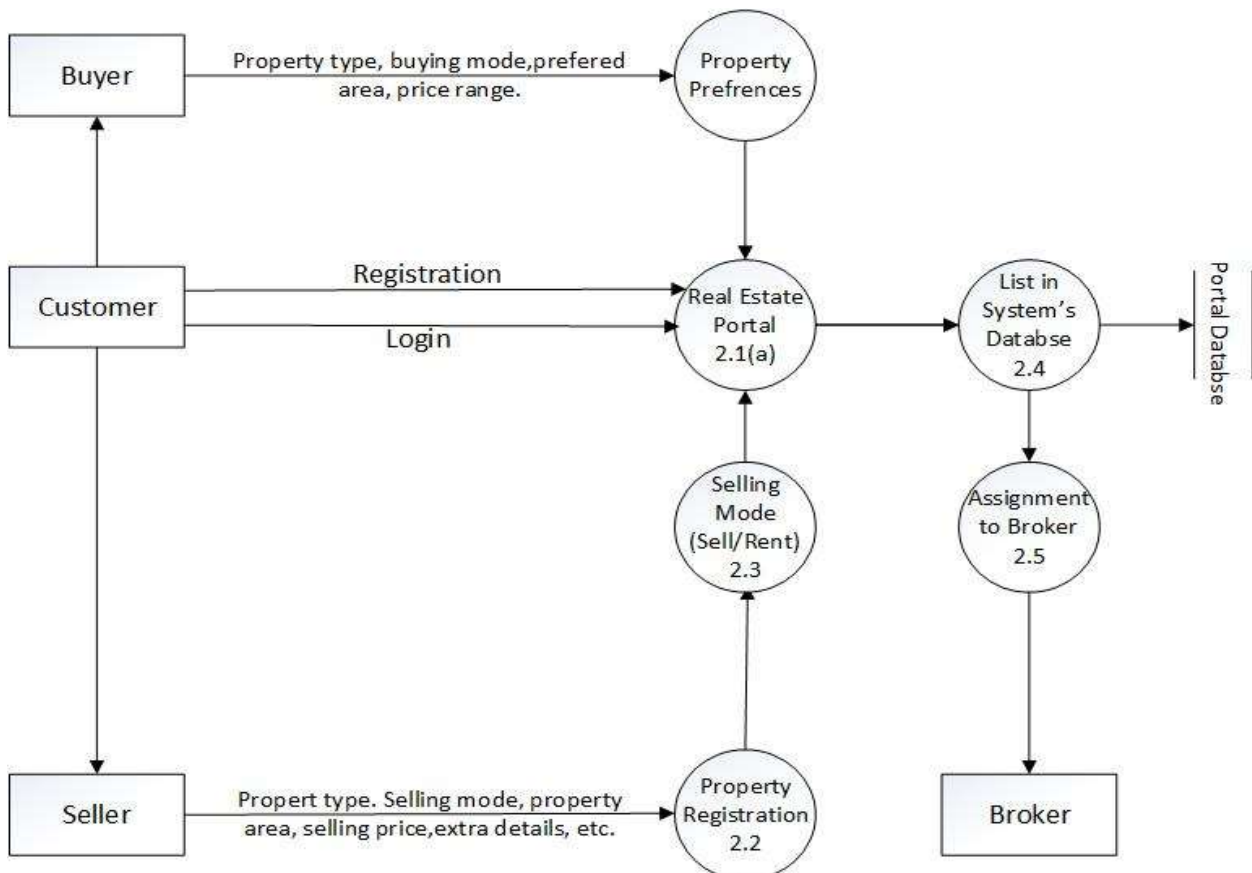 Buyer
Property type, buying mode,prefered
area, price range.
Property
Prefrences
Customer
Registration
Login
Real Estate
Portal
2.1(a)
List in
System's
Databse
2.4
Portal Databse
Selling
Mode
(Sell/Rent)
2.3
Assignment
to Broker
2.5
Seller
Propert type. Selling mode, property
area, selling price,extra details, etc.
Property
Registration
2.2
Broker